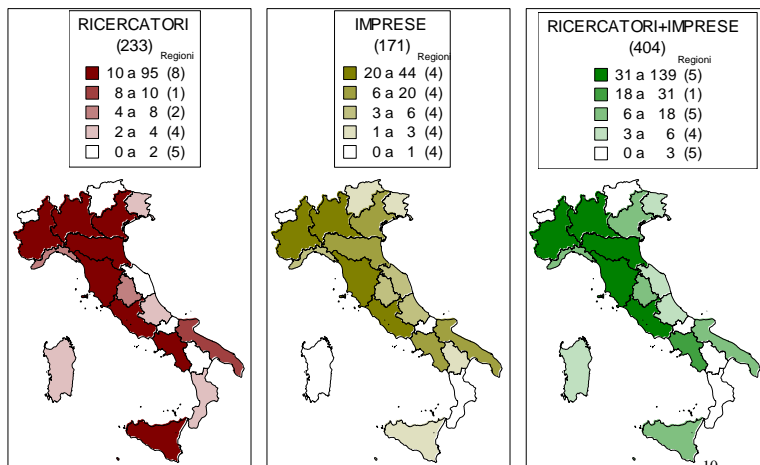 RICERCATORI
(233)
Regioni
10 a 95 (8)
8 a 10 (1)
4 a 8 (2)
2 a 4 (4)
0 a 2 (5)
IMPRESE
(171)
Regioni
20 a 44 (4)
6 a 20 (4)
3 a 6 (4)
1 a 3 (4)
0 a 1 (4)
RICERCATORI+IMPRESE
(404)
Regioni
31 a 139 (5)
18 a 31 (1)
6 a 18 (5)
3 a 6 (4)
0 a 3 (5)
10